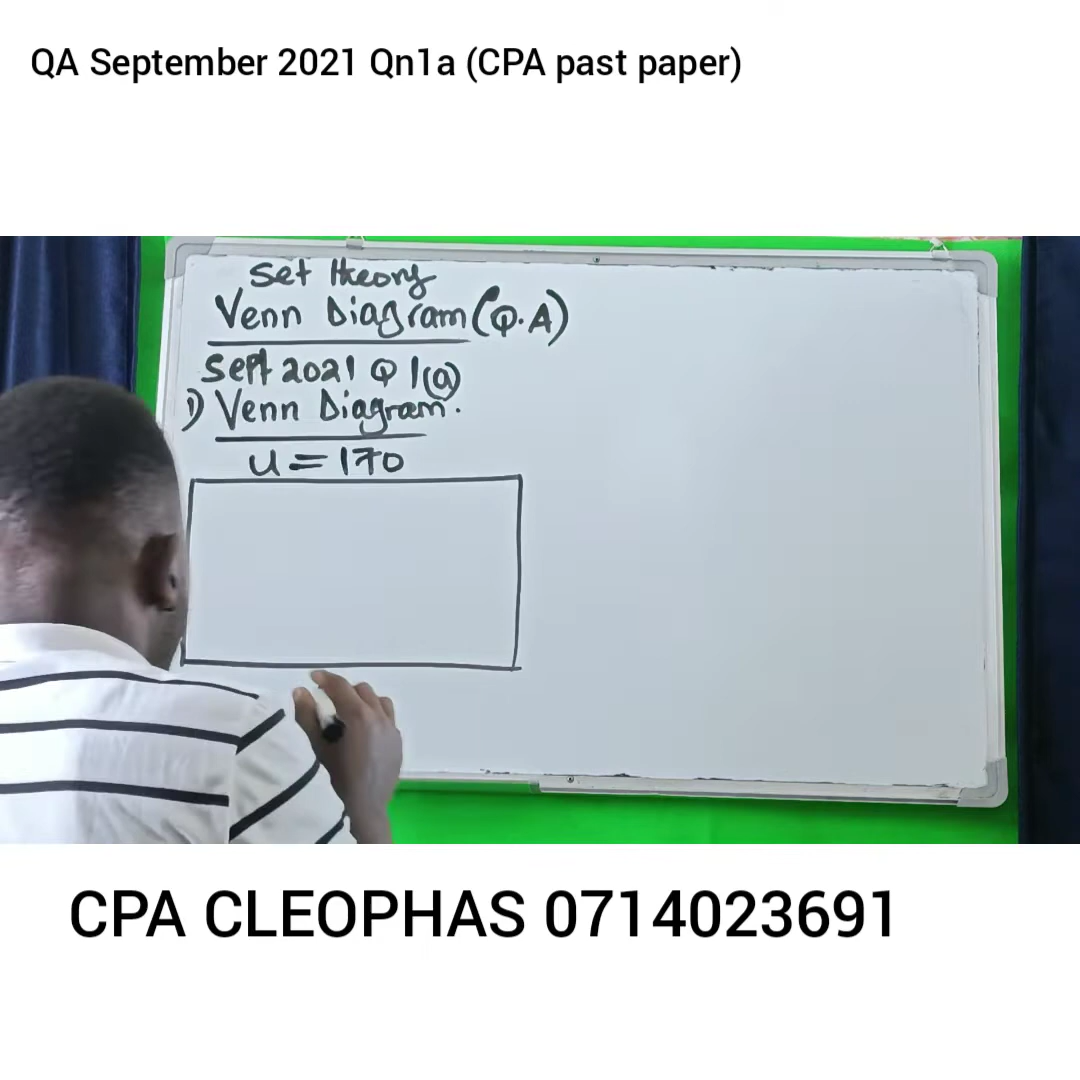 QA September 2021 Qn1a (CPA past paper)
Set theory
Venn Diagram (Q.A)
Sept 2021 Q 1(a)
1) Venn Diagram.
U = 170
CPA CLEOPHAS 0714023691